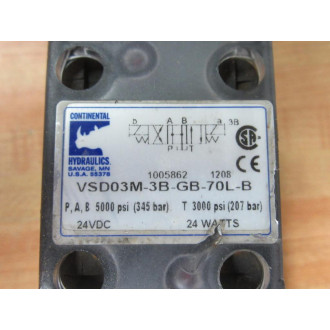 CONTINENTAL
HYDRAULICS
SAVAGE, MN
U.S.A. 55378
b A B a 3B
P T
1005862 1208
VSD03M-3B-GB-70L-B
P, A, B 5000 psi (345 bar) T 3000 psi (207 bar)
24VDC 24 WATTS